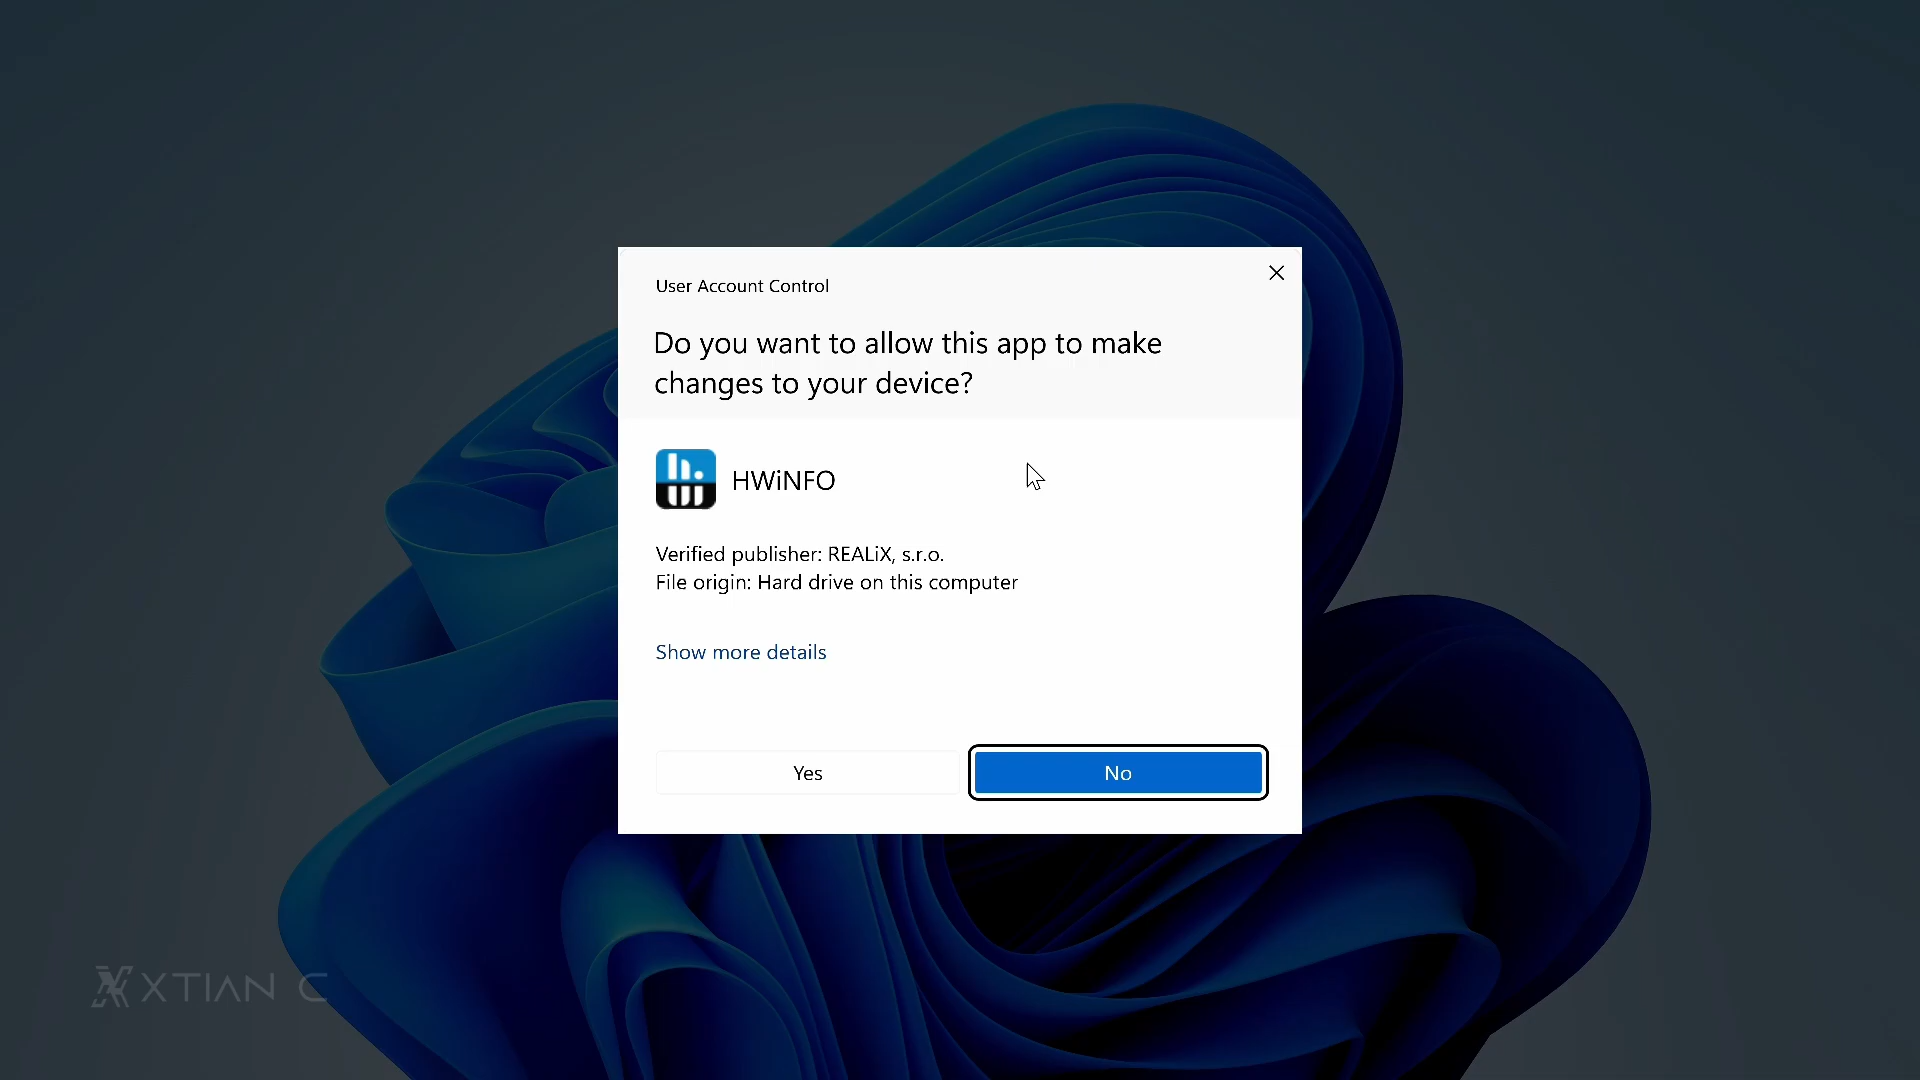 User Account Control
Do you want to allow this app to make
changes to your device?
h.
HWiNFO
Verified publisher: REALiX, s.r.o.
File origin: Hard drive on this computer
Show more details
Yes
No
XTIAN C